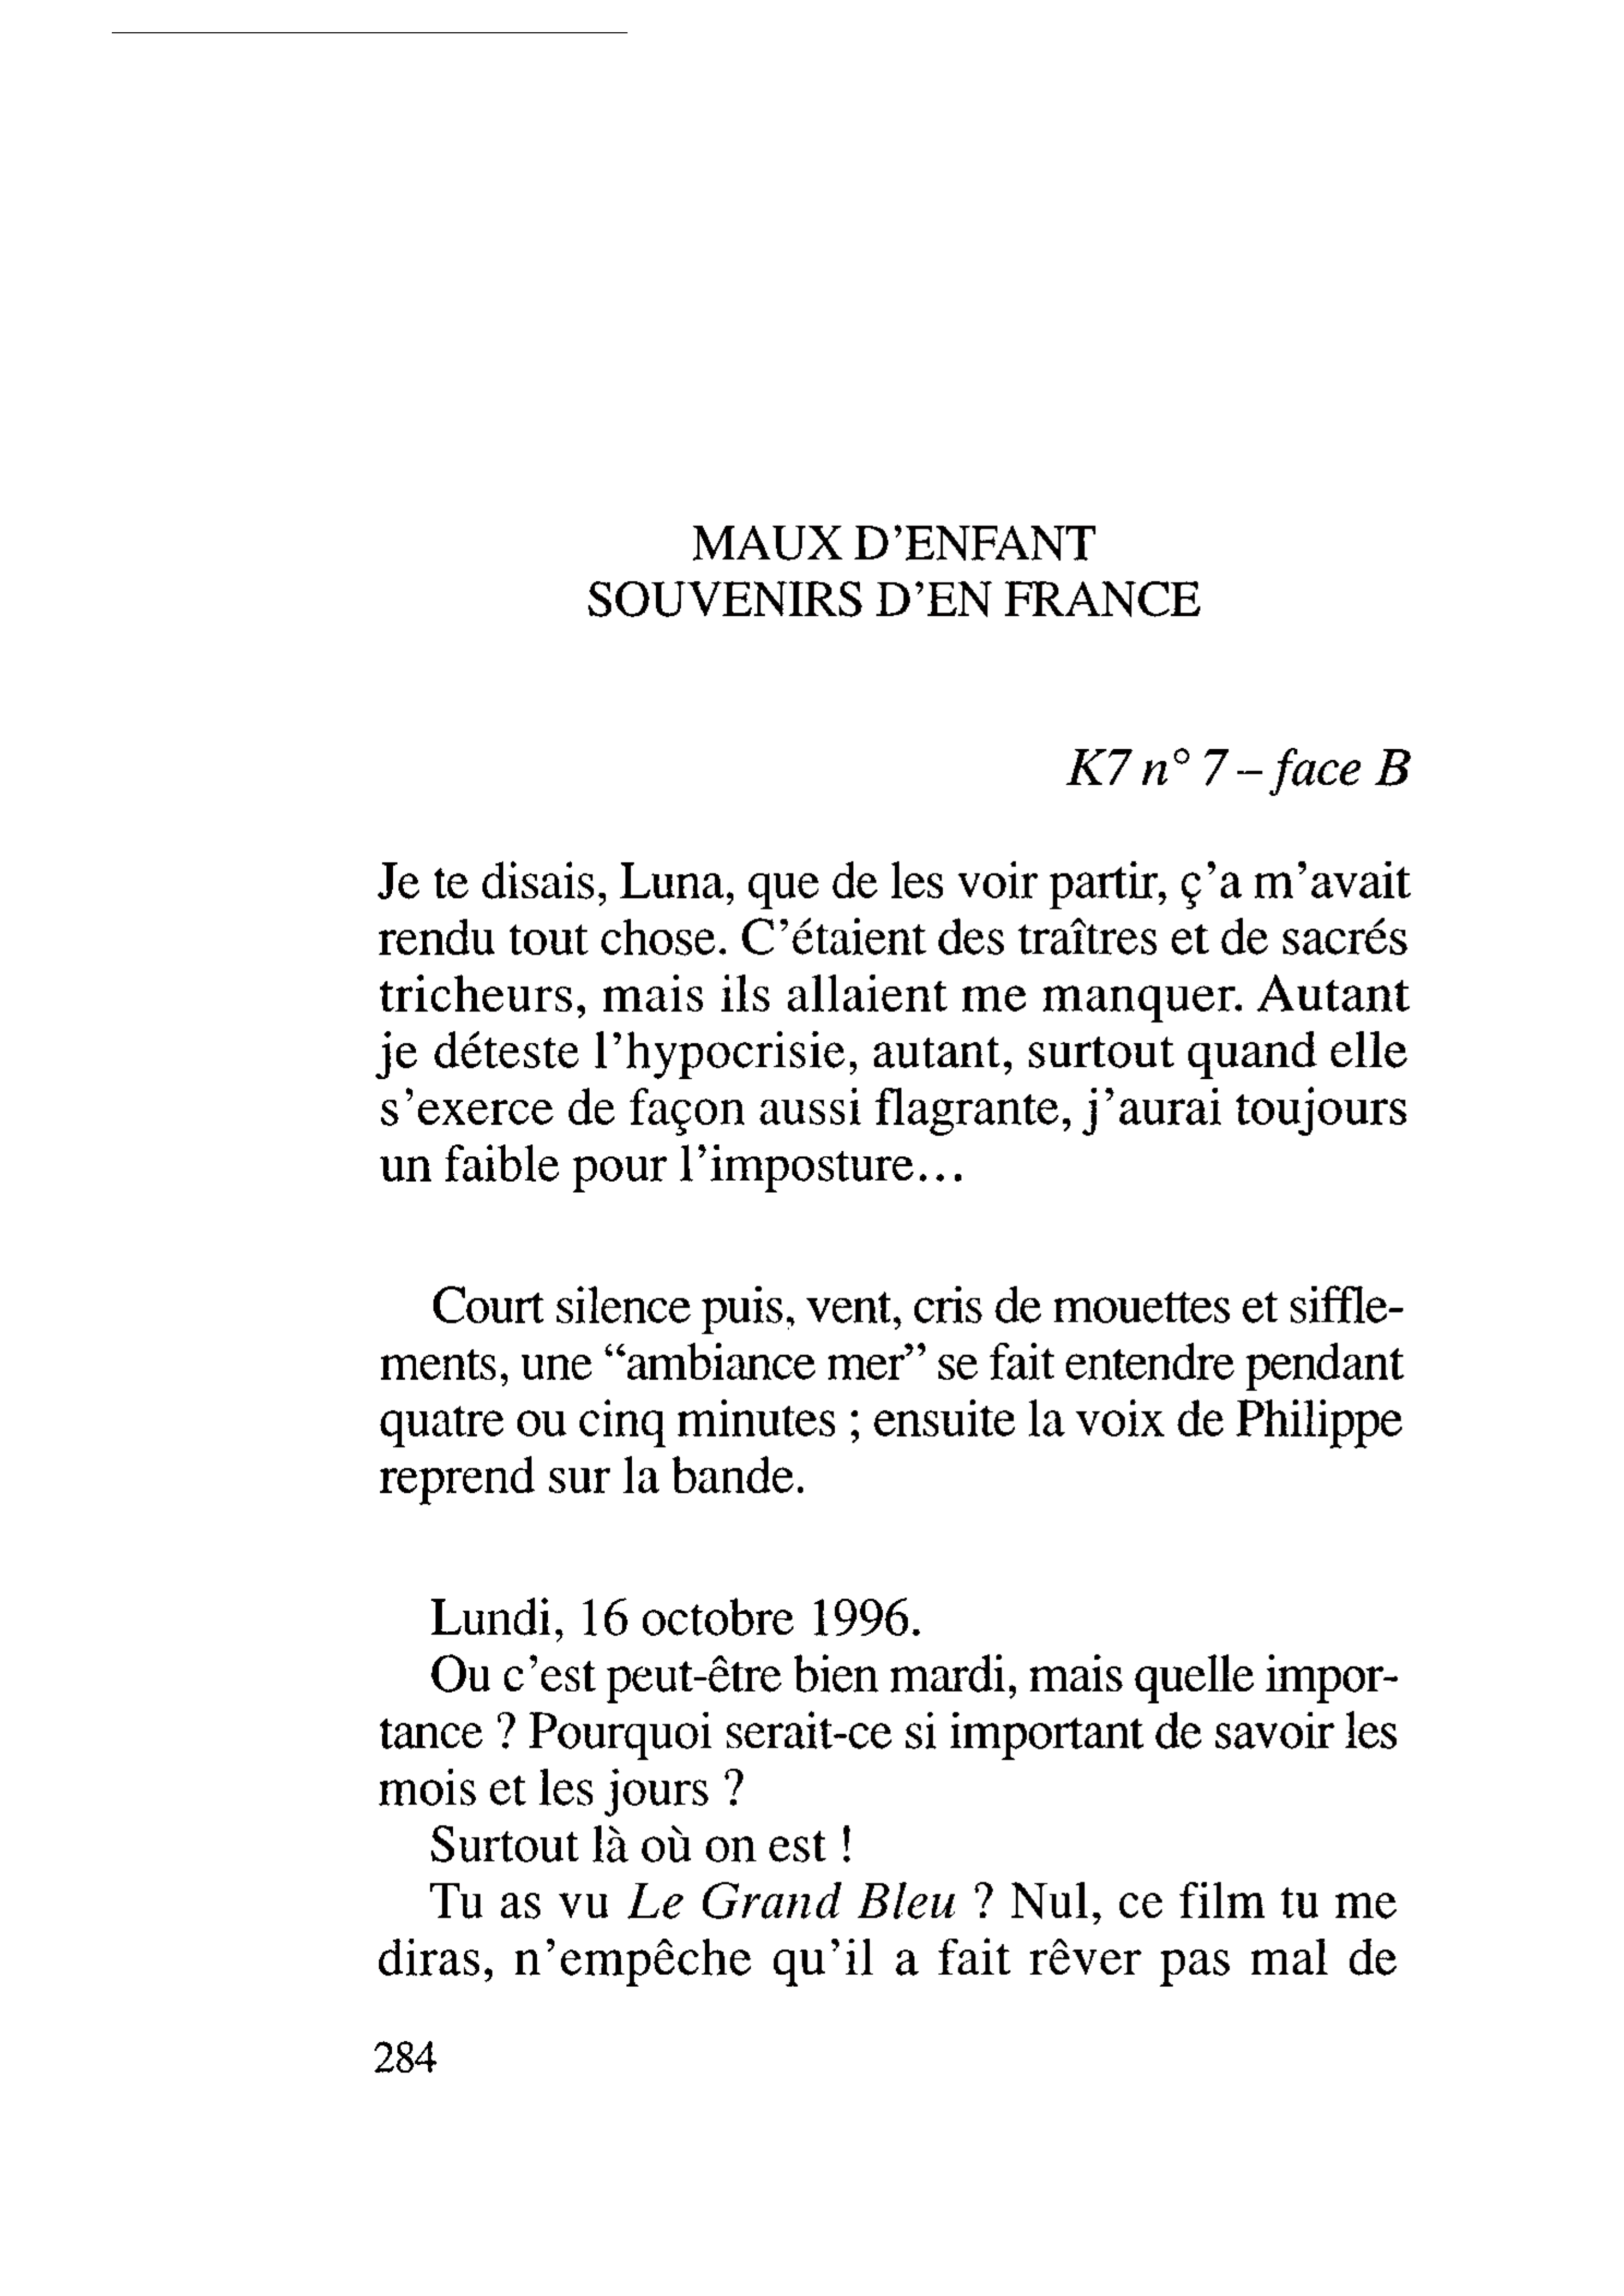 MAUX D'ENFANT
SOUVENIRS D'EN FRANCE
K7 n° 7 – face B
Je te disais, Luna, que de les voir partir, ç'a m'avait
rendu tout chose. C'étaient des traîtres et de sacrés
tricheurs, mais ils allaient me manquer. Autant
je déteste l'hypocrisie, autant, surtout quand elle
s'exerce de façon aussi flagrante, j'aurai toujours
un faible pour l'imposture...
Court silence puis, vent, cris de mouettes et siffle-
ments, une “ambiance mer” se fait entendre pendant
quatre ou cinq minutes ; ensuite la voix de Philippe
reprend sur la bande.
Lundi, 16 octobre 1996.
Ou c'est peut-être bien mardi, mais quelle impor-
tance ? Pourquoi serait-ce si important de savoir les
mois et les jours ?
Surtout là où on est !
Tu as vu Le Grand Bleu ? Nul, ce film tu me
diras, n'empêche qu'il a fait rêver pas mal de
284